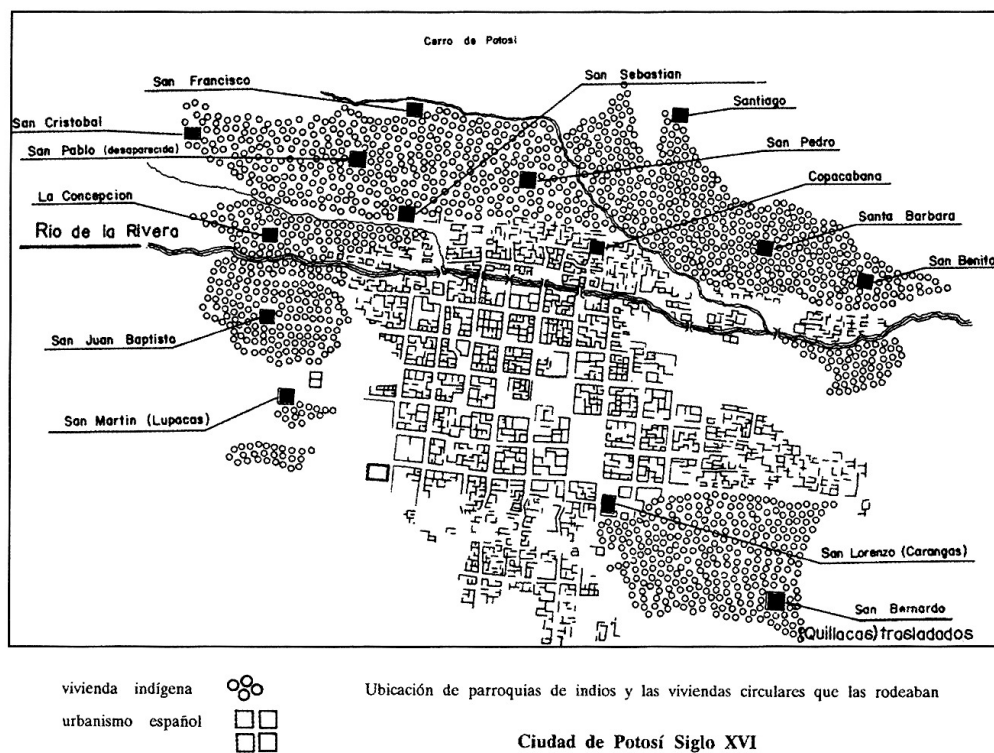 Cerro de Potosí
San Francisco
San Sebastian
Santiago
San Cristobal
San Pablo (desaparecida)
San Pedro
Copacabana
La Concepcion
Santa Barbara
Rio de la Rivera
San Benito
San Juan Baptista
San Martin (Lupacas)
San Lorenzo (Carangas)
San Bernardo
(Quillacas) trasladados
vivienda indígena
Ubicación de parroquias de indios y las viviendas circulares que las rodeaban
urbanismo español
Ciudad de Potosí Siglo XVI